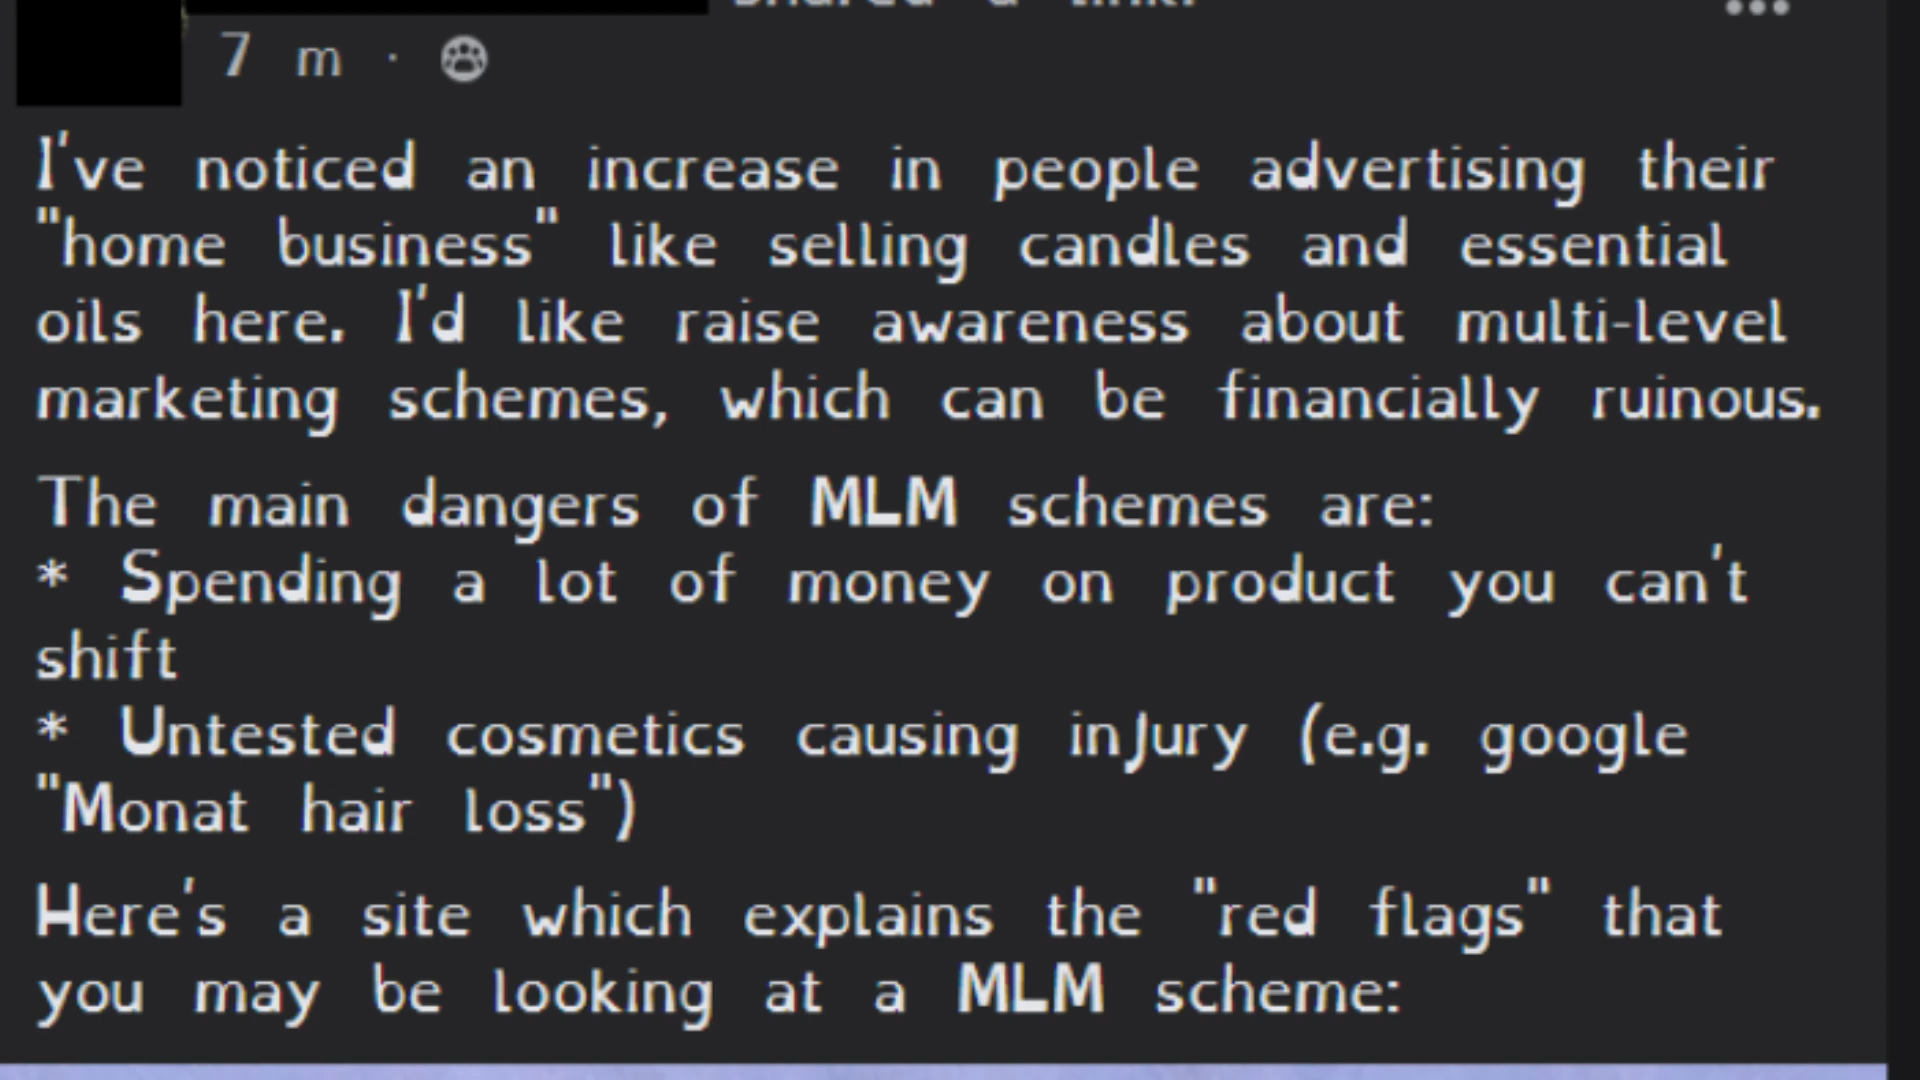 shared a link.
7 m ·
I've noticed an increase in people advertising their
"home business" like selling candles and essential
oils here. I'd like raise awareness about multi-level
marketing schemes, which can be financially ruinous.
The main dangers of MLM schemes are:
* Spending a lot of money on product you can't
shift
* Untested cosmetics causing inJury (e.g. google
"Monat hair loss")
Here's a site which explains the "red flags" that
you may be looking at a MLM scheme: